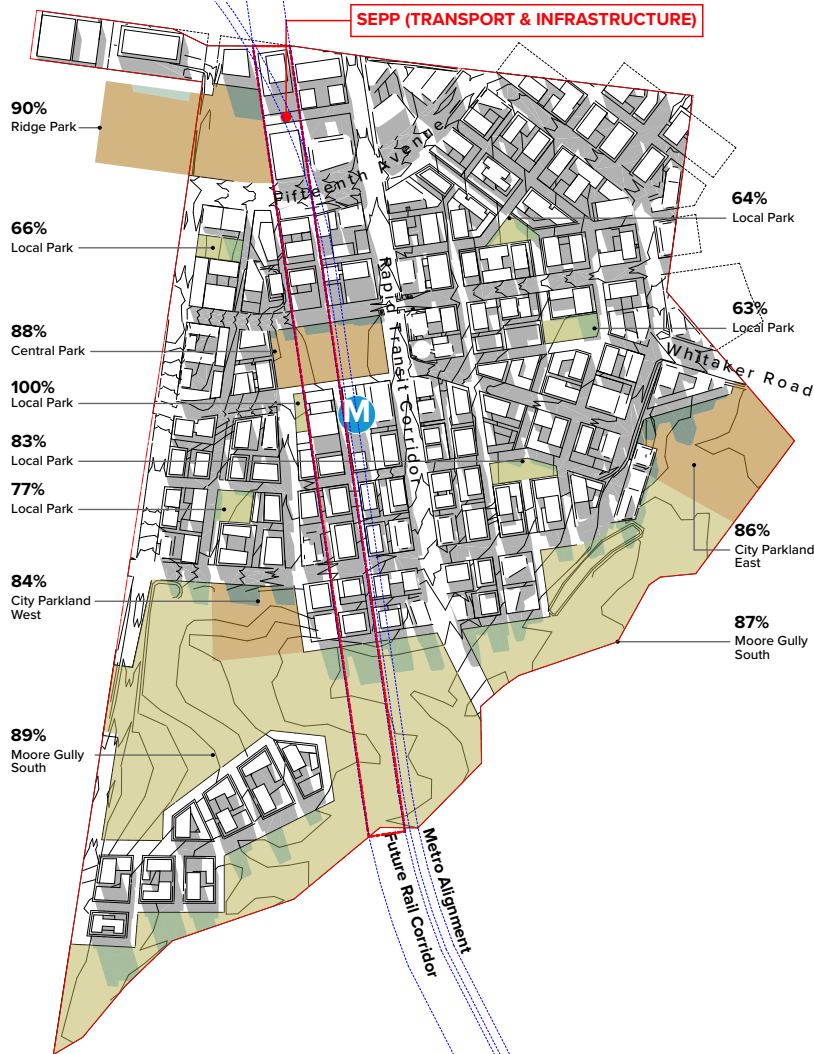 SEPP (TRANSPORT & INFRASTRUCTURE)
90%
Ridge Park
Fifteenth Avenue
64%
Local Park
66%
Local Park
Rapid Transit Corridor
63%
Local Park
88%
Central Park
Whitaker Road
100%
Local Park
M
83%
Local Park
77%
Local Park
86%
City Parkland
East
84%
City Parkland
West
87%
Moore Gully
South
89%
Moore Gully
South
Metro Alignment
Future Rail Corridor